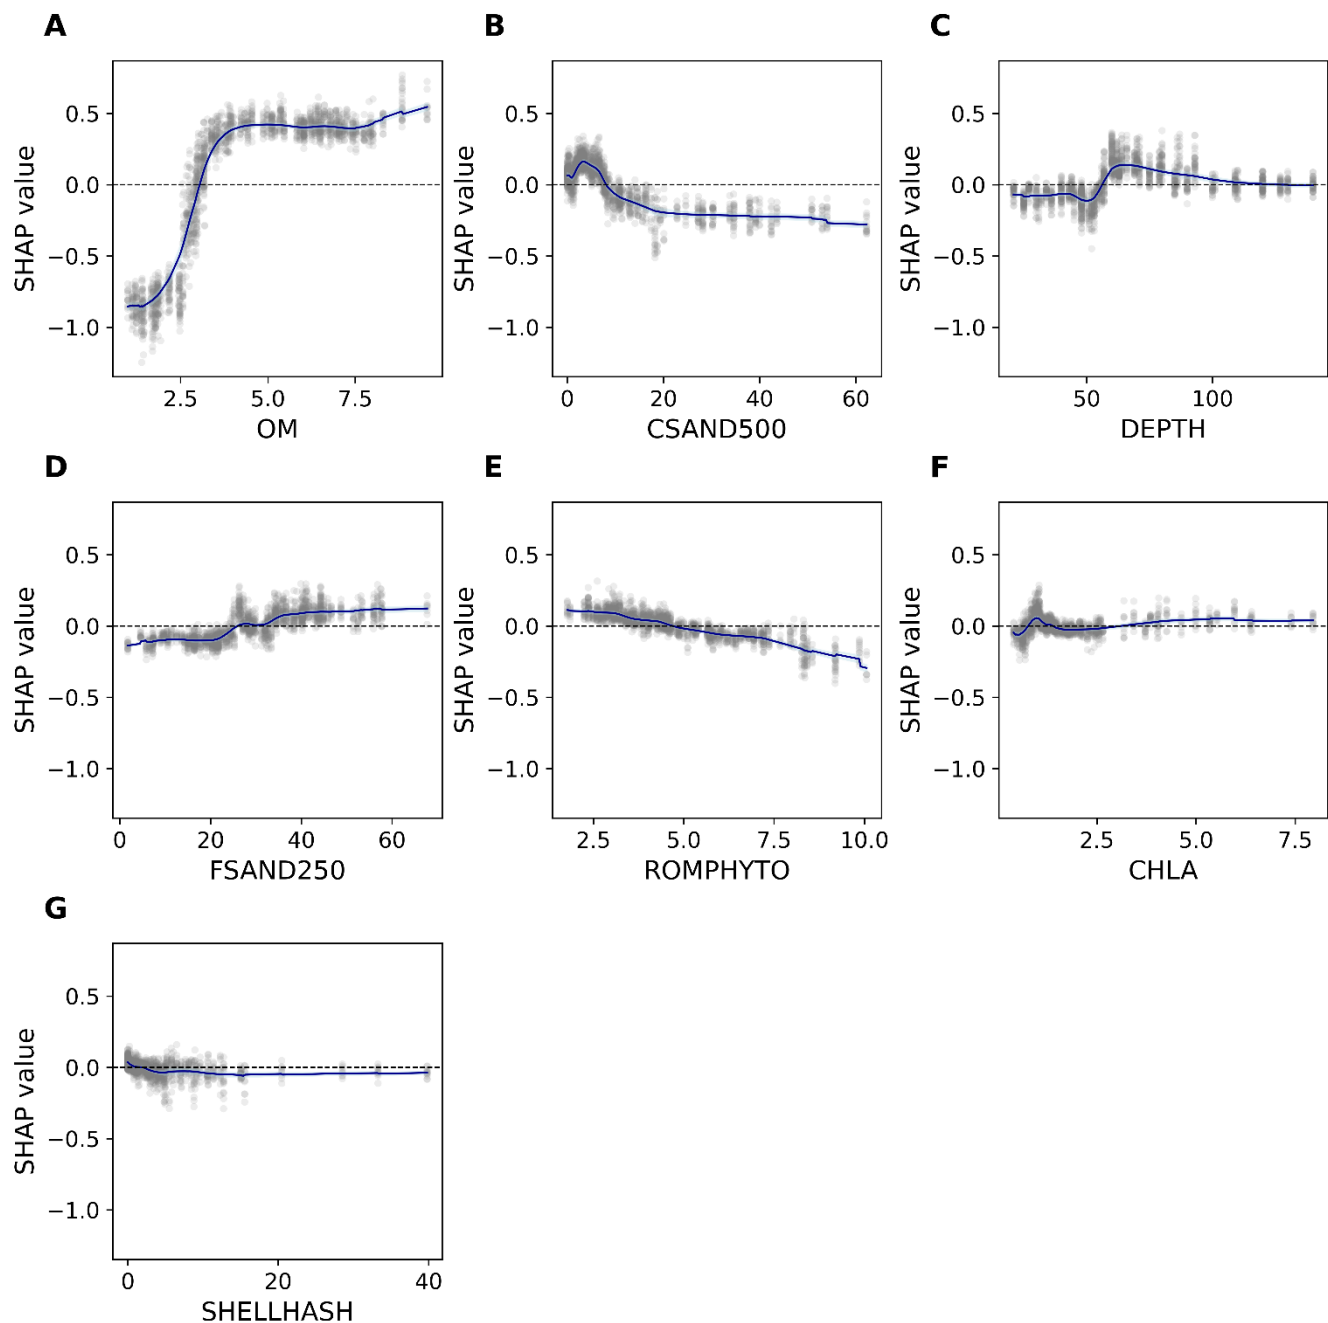 A
B
C
SHAP value
0.5
0.0
−0.5
−1.0
2.5 5.0 7.5
OM
SHAP value
0.5
0.0
−0.5
−1.0
0 20 40 60
CSAND500
SHAP value
0.5
0.0
−0.5
−1.0
50 100
DEPTH
D
E
F
SHAP value
0.5
0.0
−0.5
−1.0
0 20 40 60
FSAND250
SHAP value
0.5
0.0
−0.5
−1.0
2.5 5.0 7.5 10.0
ROMPHYTO
SHAP value
0.5
0.0
−0.5
−1.0
2.5 5.0 7.5
CHLA
G
SHAP value
0.5
0.0
−0.5
−1.0
0 20 40
SHELLHASH